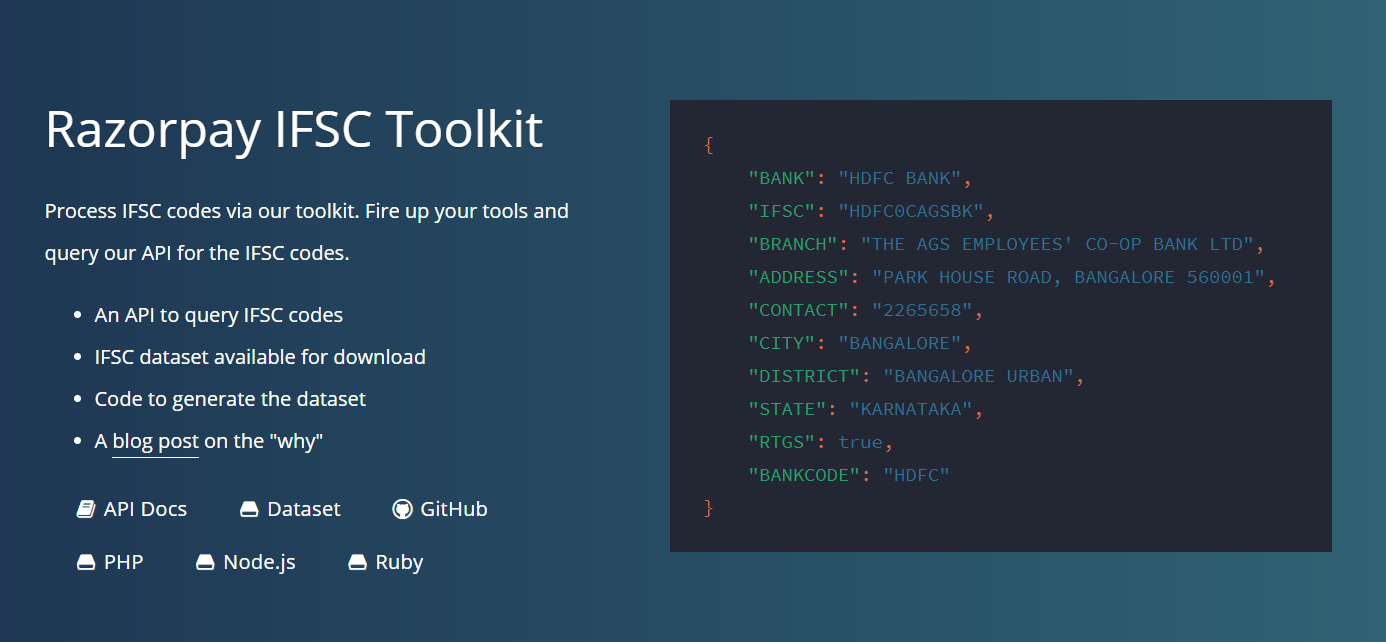 Razorpay IFSC Toolkit
Process IFSC codes via our toolkit. Fire up your tools and
query our API for the IFSC codes.
• An API to query IFSC codes
• IFSC dataset available for download
• Code to generate the dataset
• A blog post on the "why"
API Docs Dataset GitHub
PHP Node.js Ruby
{
"BANK": "HDFC BANK",
"IFSC": "HDFC0CAGSBK",
"BRANCH": "THE AGS EMPLOYEES' CO-OP BANK LTD",
"ADDRESS": "PARK HOUSE ROAD, BANGALORE 560001",
"CONTACT": "2265658",
"CITY": "BANGALORE",
"DISTRICT": "BANGALORE URBAN",
"STATE": "KARNATAKA",
"RTGS": true,
"BANKCODE": "HDFC"
}